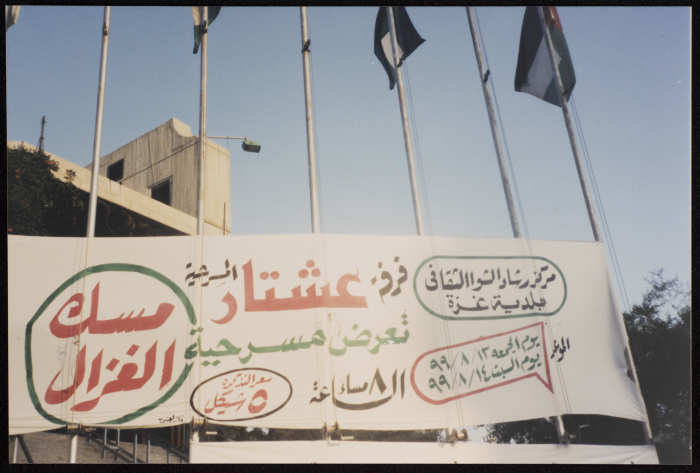 مركز رشاد الشوا الثقافي
بلدية غزة
فرقة عشتار المسرحية
تعرض مسرحية
مسك
الغزال
الموعد
يوم الجمعة ٩٩/٨/١٣
يوم السبت ٩٩/٨/١٤
الساعة ٨ مساءً
سعر التذكرة
٥ شيكل